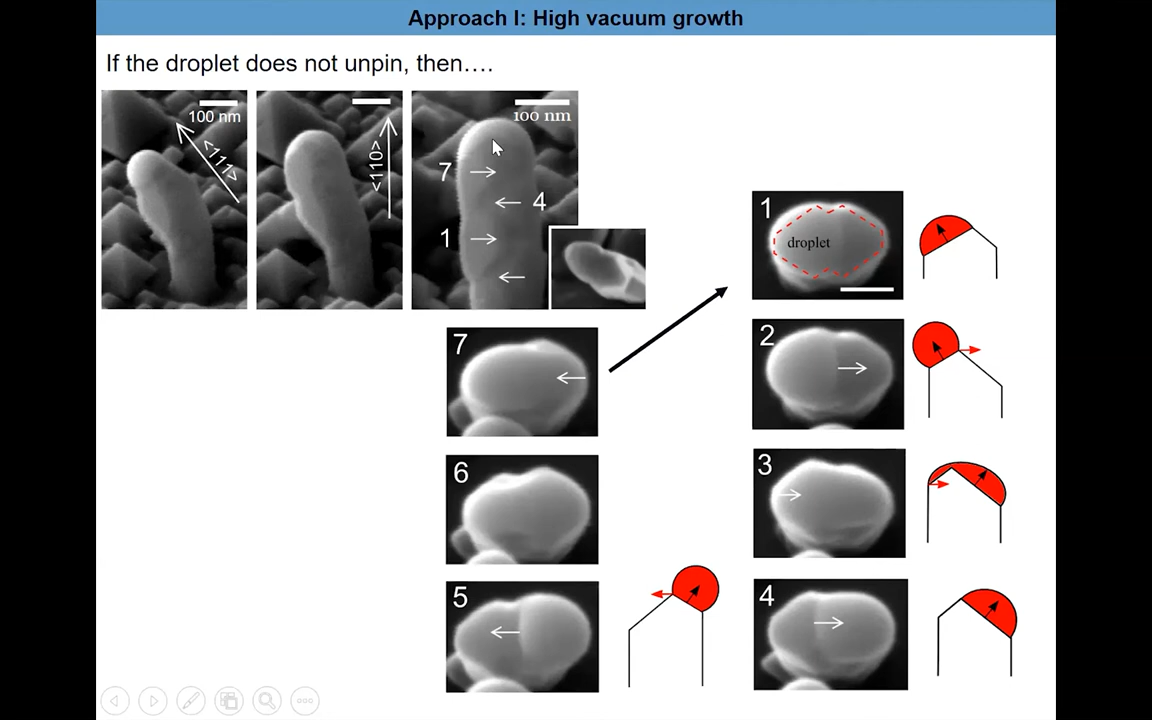 Approach I: High vacuum growth
If the droplet does not unpin, then….
100 nm
<111>
<110>
100 nm
7
4
1
1
droplet
2
3
4
7
6
5